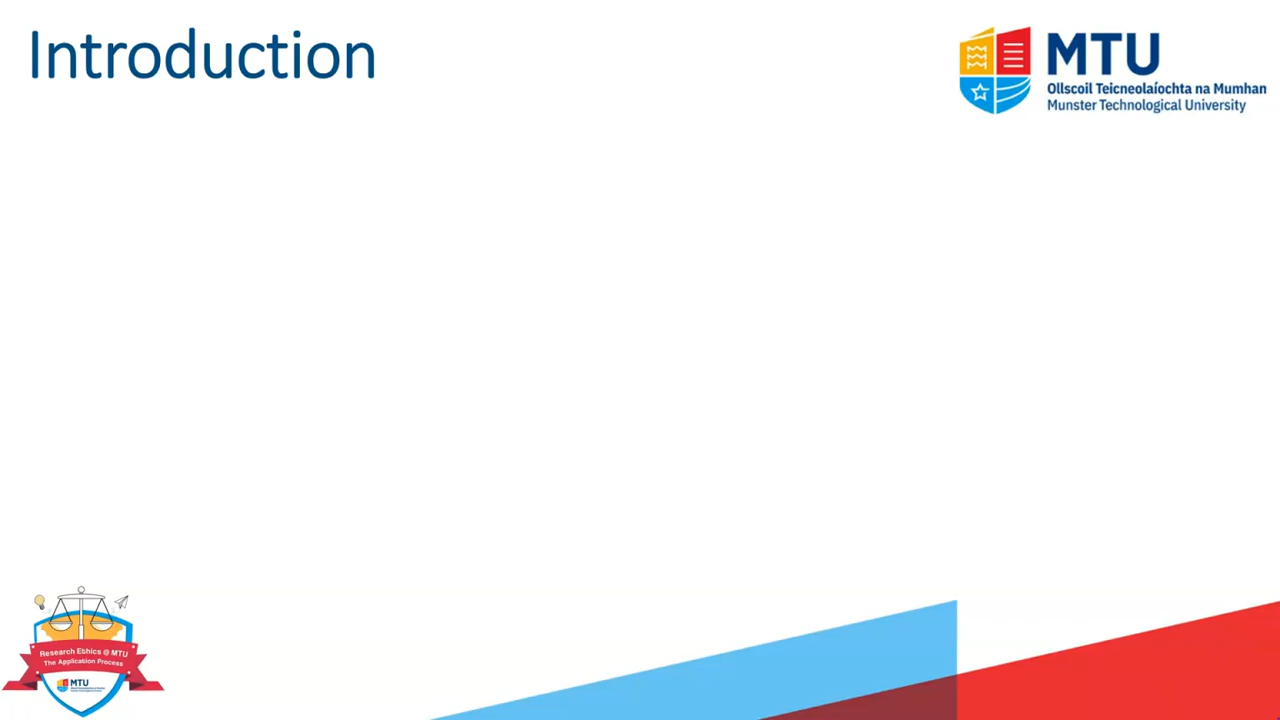 Introduction
MTU
Ollscoil Teicneolaíochta na Mumhan
Munster Technological University
Research Ethics @ MTU
The Application Process
MTU